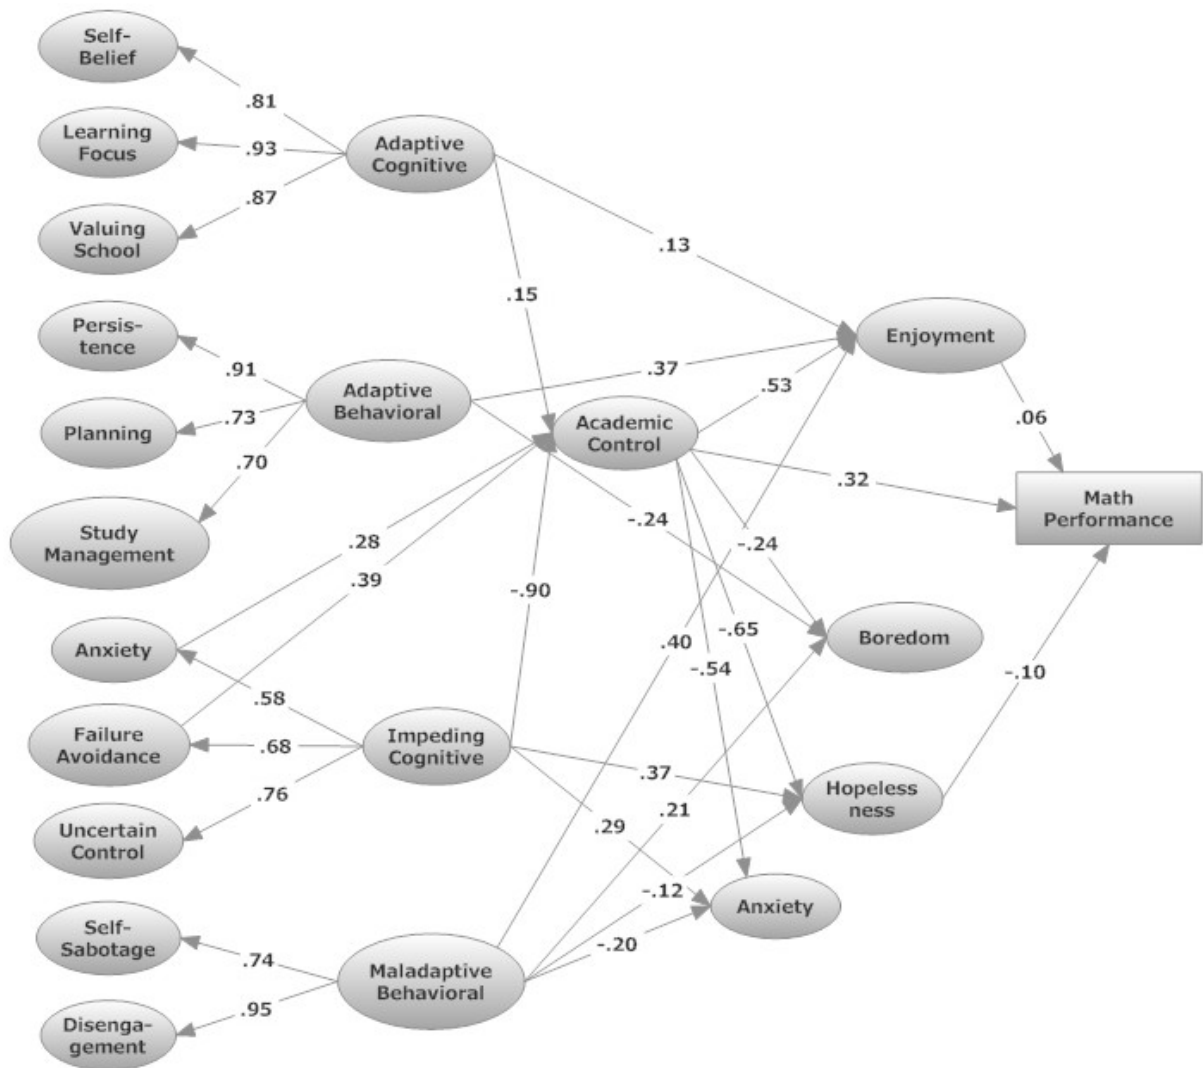 Self-
Belief
.81
Learning
Focus
.93
Adaptive
Cognitive
.87
Valuing
School
.13
.15
Persis-
tence
Enjoyment
.91
.37
Adaptive
Behavioral
.53
.06
Planning
.73
Academic
Control
.70
.32
Math
Performance
-.24
Study
Management
.28
-.24
.39
-.90
-.65
Anxiety
.40
Boredom
-.54
-.10
.58
Failure
Avoidance
.68
Impeding
Cognitive
.37
Hopeless
ness
.76
.21
.29
Uncertain
Control
-.12
Anxiety
Self-
Sabotage
-.20
.74
Maladaptive
Behavioral
.95
Disenga-
gement